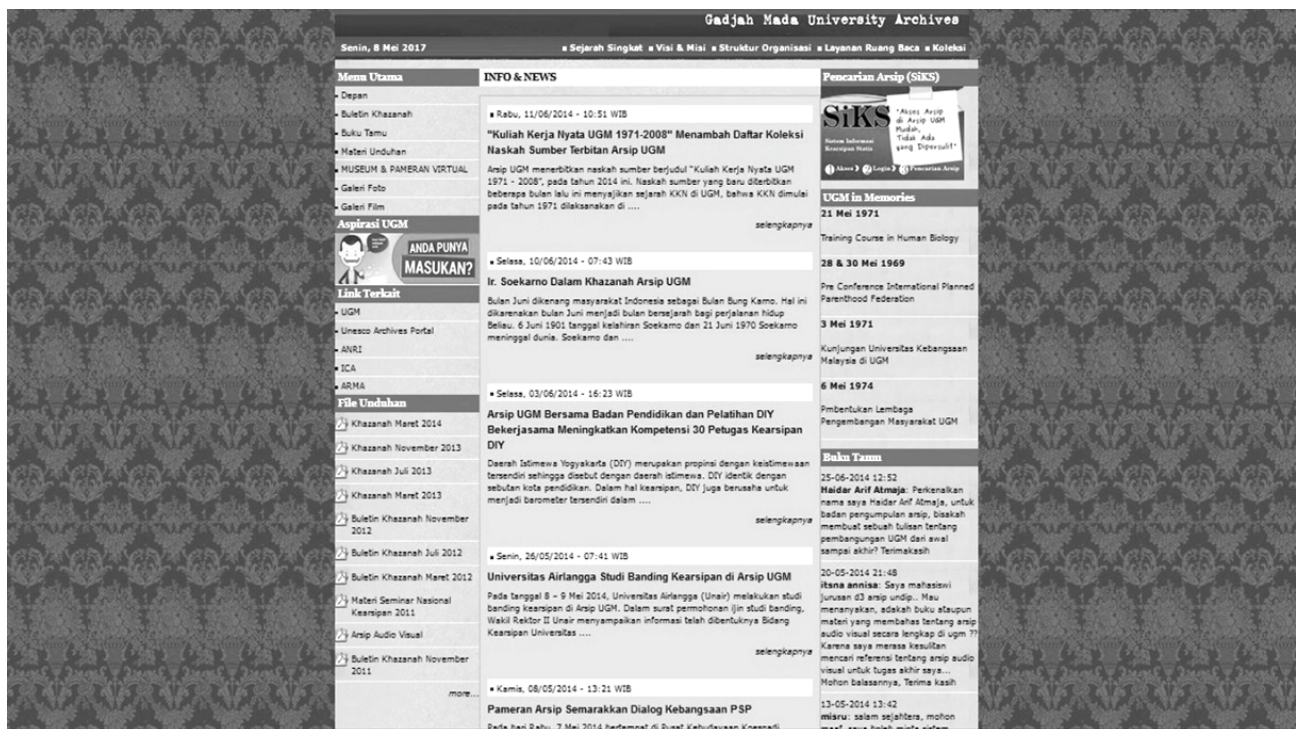 Gadjah Mada University Archives
Senin, 8 Mei 2017
▪ Sejarah Singkat ▪ Visi & Misi ▪ Struktur Organisasi ▪ Layanan Ruang Baca ▪ Koleksi
Menu Utama
▪ Depan
▪ Buletin Khazanah
▪ Buku Tamu
▪ Materi Unduhan
▪ MUSEUM & PAMERAN VIRTUAL
▪ Galeri Foto
▪ Galeri Film
Aspirasi UGM
ANDA PUNYA
MASUKAN?
Link Terkait
▪ UGM
▪ Unesco Archives Portal
▪ ANRI
▪ ICA
▪ ARMA
File Unduhan
Khazanah Maret 2014
Khazanah November 2013
Khazanah Juli 2013
Khazanah Maret 2013
Buletin Khazanah November
2012
Buletin Khazanah Juli 2012
Buletin Khazanah Maret 2012
Materi Seminar Nasional
Kearsipan 2011
Arsip Audio Visual
Buletin Khazanah November
2011
more...
INFO & NEWS
▪ Rabu, 11/06/2014 - 10:51 WIB
"Kuliah Kerja Nyata UGM 1971-2008" Menambah Daftar Koleksi
Naskah Sumber Terbitan Arsip UGM
Arsip UGM menerbitkan naskah sumber berjudul "Kuliah Kerja Nyata UGM
1971 - 2008", pada tahun 2014 ini. Naskah sumber yang baru diterbitkan
beberapa bulan lalu ini menyajikan sejarah KKN di UGM, bahwa KKN dimulai
pada tahun 1971 dilaksanakan di ....
selengkapnya
▪ Selasa, 10/06/2014 - 07:43 WIB
Ir. Soekarno Dalam Khazanah Arsip UGM
Bulan Juni dikenang masyarakat Indonesia sebagai Bulan Bung Karno. Hal ini
dikarenakan bulan Juni menjadi bulan bersejarah bagi perjalanan hidup
Beliau. 6 Juni 1901 tanggal kelahiran Soekarno dan 21 Juni 1970 Soekarno
meninggal dunia. Soekarno dan ....
selengkapnya
▪ Selasa, 03/06/2014 - 16:23 WIB
Arsip UGM Bersama Badan Pendidikan dan Pelatihan DIY
Bekerjasama Meningkatkan Kompetensi 30 Petugas Kearsipan
DIY
Daerah Istimewa Yogyakarta (DIY) merupakan propinsi dengan keistimewaan
tersendiri sehingga disebut dengan daerah istimewa. DIY identik dengan
sebutan kota pendidikan. Dalam hal kearsipan, DIY juga berusaha untuk
menjadi barometer tersendiri dalam ....
selengkapnya
▪ Senin, 26/05/2014 - 07:41 WIB
Universitas Airlangga Studi Banding Kearsipan di Arsip UGM
Pada tanggal 8 – 9 Mei 2014, Universitas Airlangga (Unair) melakukan studi
banding kearsipan di Arsip UGM. Dalam surat permohonan ijin studi banding,
Wakil Rektor II Unair menyampaikan informasi telah dibentuknya Bidang
Kearsipan Universitas ....
selengkapnya
▪ Kamis, 08/05/2014 - 13:21 WIB
Pameran Arsip Semarakkan Dialog Kebangsaan PSP
Pada hari Rabu, 7 Mei 2014 bertempat di Pusat Kebudayaan Koesnadi
Pencarian Arsip (SiKS)
SiKS
Sistem Informasi
Kearsipan Statis
"Akses Arsip
di Arsip UGM
Mudah,
Tidak Ada
yang Dipersulit"
1 Akses 2 Login 3 Pencarian Arsip
UGM in Memories
21 Mei 1971
Training Course in Human Biology
28 & 30 Mei 1969
Pre Conference International Planned
Parenthood Federation
3 Mei 1971
Kunjungan Universitas Kebangsaan
Malaysia di UGM
6 Mei 1974
Pmbentukan Lembaga
Pengembangan Masyarakat UGM
Buku Tamu
25-06-2014 12:52
Haidar Arif Atmaja: Perkenalkan
nama saya Haidar Arif Atmaja, untuk
badan pengumpulan arsip, bisakah
membuat sebuah tulisan tentang
pembangungan UGM dari awal
sampai akhir? Terimakasih
20-05-2014 21:48
itsna annisa: Saya mahasiswi
jurusan d3 arsip undip.. Mau
menanyakan, adakah buku ataupun
materi yang membahas tentang arsip
audio visual secara lengkap di ugm ??
Karena saya merasa kesulitan
mencari referensi tentang arsip audio
visual untuk tugas akhir saya...
Mohon balasannya, Terima kasih
13-05-2014 13:42
misru: salam sejahtera, mohon